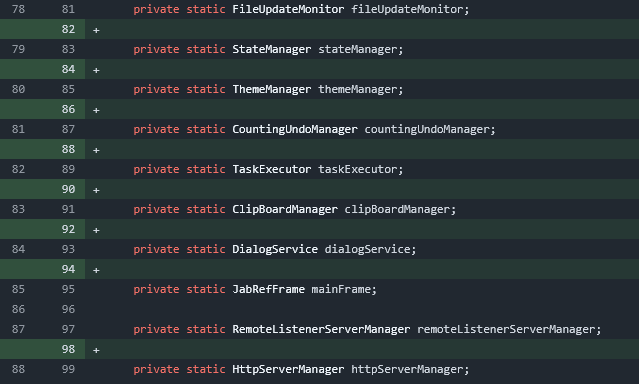 78 81 private static FileUpdateMonitor fileUpdateMonitor;
82 +
79 83 private static StateManager stateManager;
84 +
80 85 private static ThemeManager themeManager;
86 +
81 87 private static CountingUndoManager countingUndoManager;
88 +
82 89 private static TaskExecutor taskExecutor;
90 +
83 91 private static ClipBoardManager clipBoardManager;
92 +
84 93 private static DialogService dialogService;
94 +
85 95 private static JabRefFrame mainFrame;
86 96
87 97 private static RemoteListenerServerManager remoteListenerServerManager;
98 +
88 99 private static HttpServerManager httpServerManager;